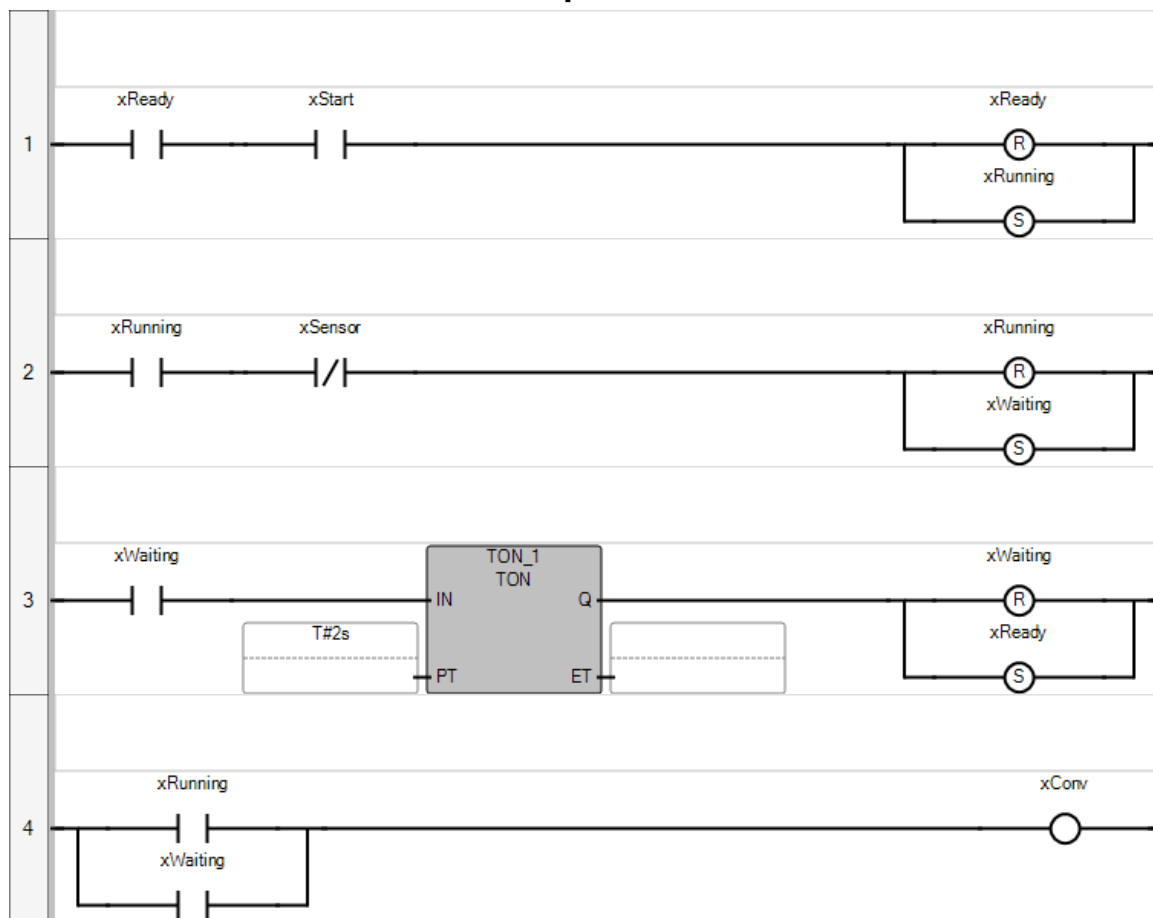 xReady xStart xReady
1 R
xRunning
S
xRunning xSensor xRunning
2 R
xWaiting
S
xWaiting TON_1 xWaiting
TON
3 IN Q R
T#2s xReady
PT ET S
xRunning xConv
4
xWaiting